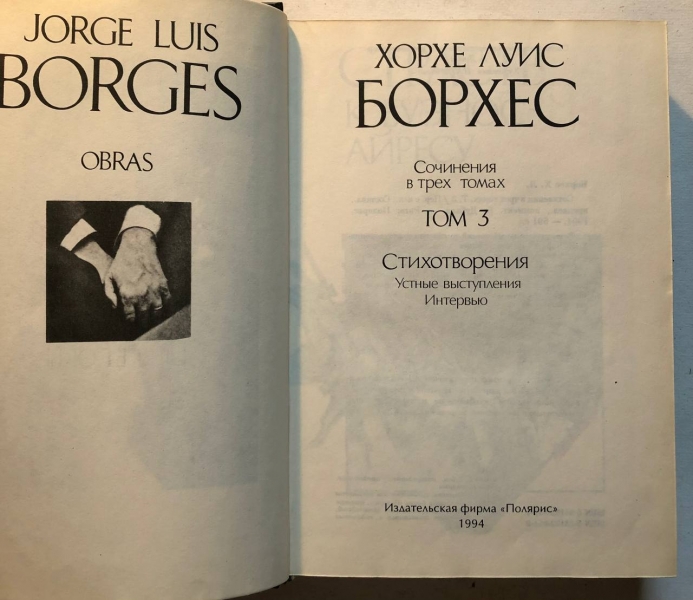 JORGE LUIS
BORGES
OBRAS
ХОРХЕ ЛУИС
БОРХЕС
Сочинения
в трех томах
ТОМ 3
Стихотворения
Устные выступления
Интервью
Издательская фирма «Полярис»
1994